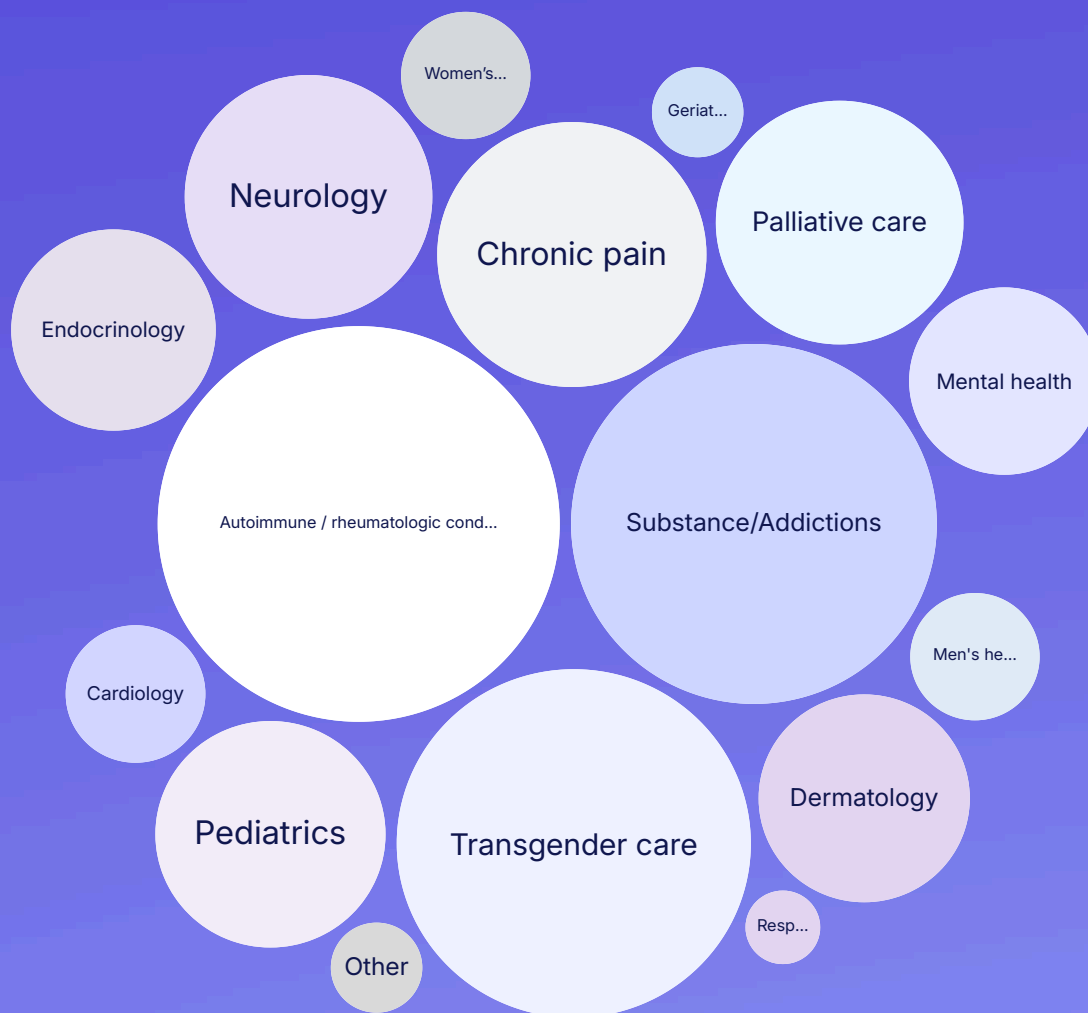 Women’s...
Geriat...
Neurology
Palliative care
Chronic pain
Endocrinology
Mental health
Autoimmune / rheumatologic cond...
Substance/Addictions
Men's he...
Cardiology
Dermatology
Pediatrics
Transgender care
Resp...
Other